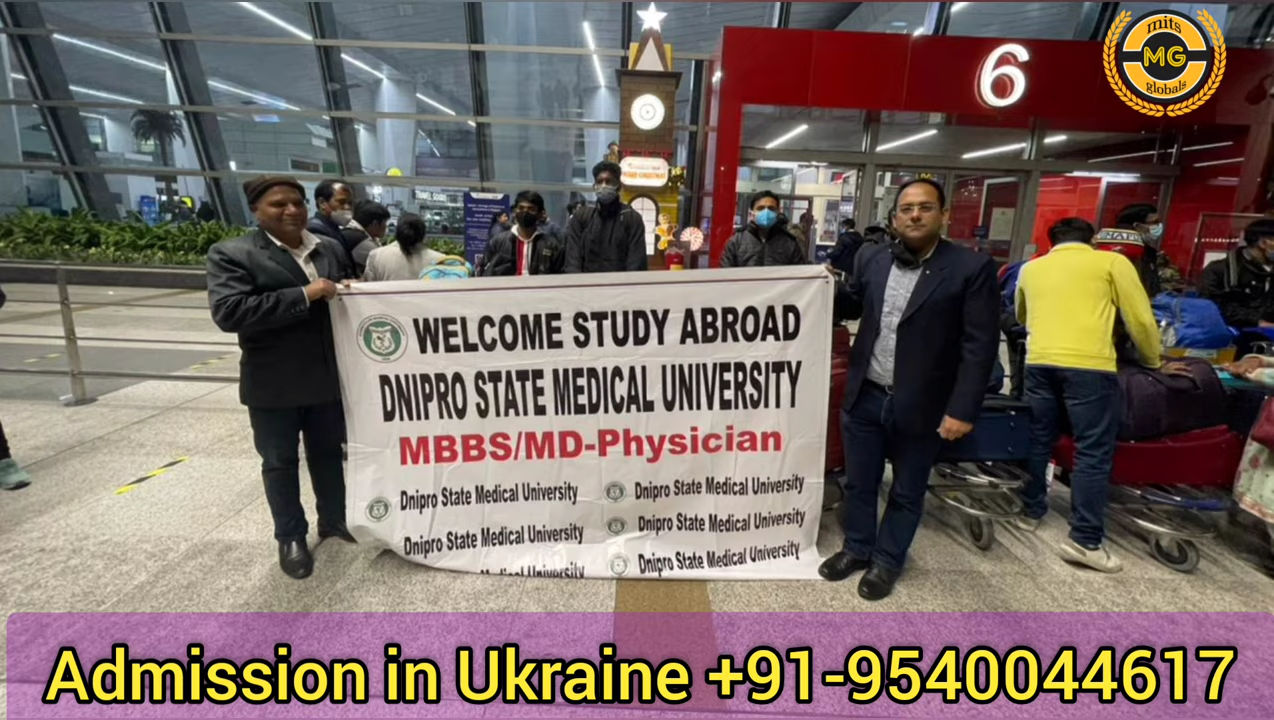 mits
MG
globals
6
WELCOME STUDY ABROAD
DNIPRO STATE MEDICAL UNIVERSITY
MBBS/MD-Physician
Dnipro State Medical University
Dnipro State Medical University
Dnipro State Medical University
Dnipro State Medical University
Dnipro State Medical University
Medical University
Admission in Ukraine +91-9540044617